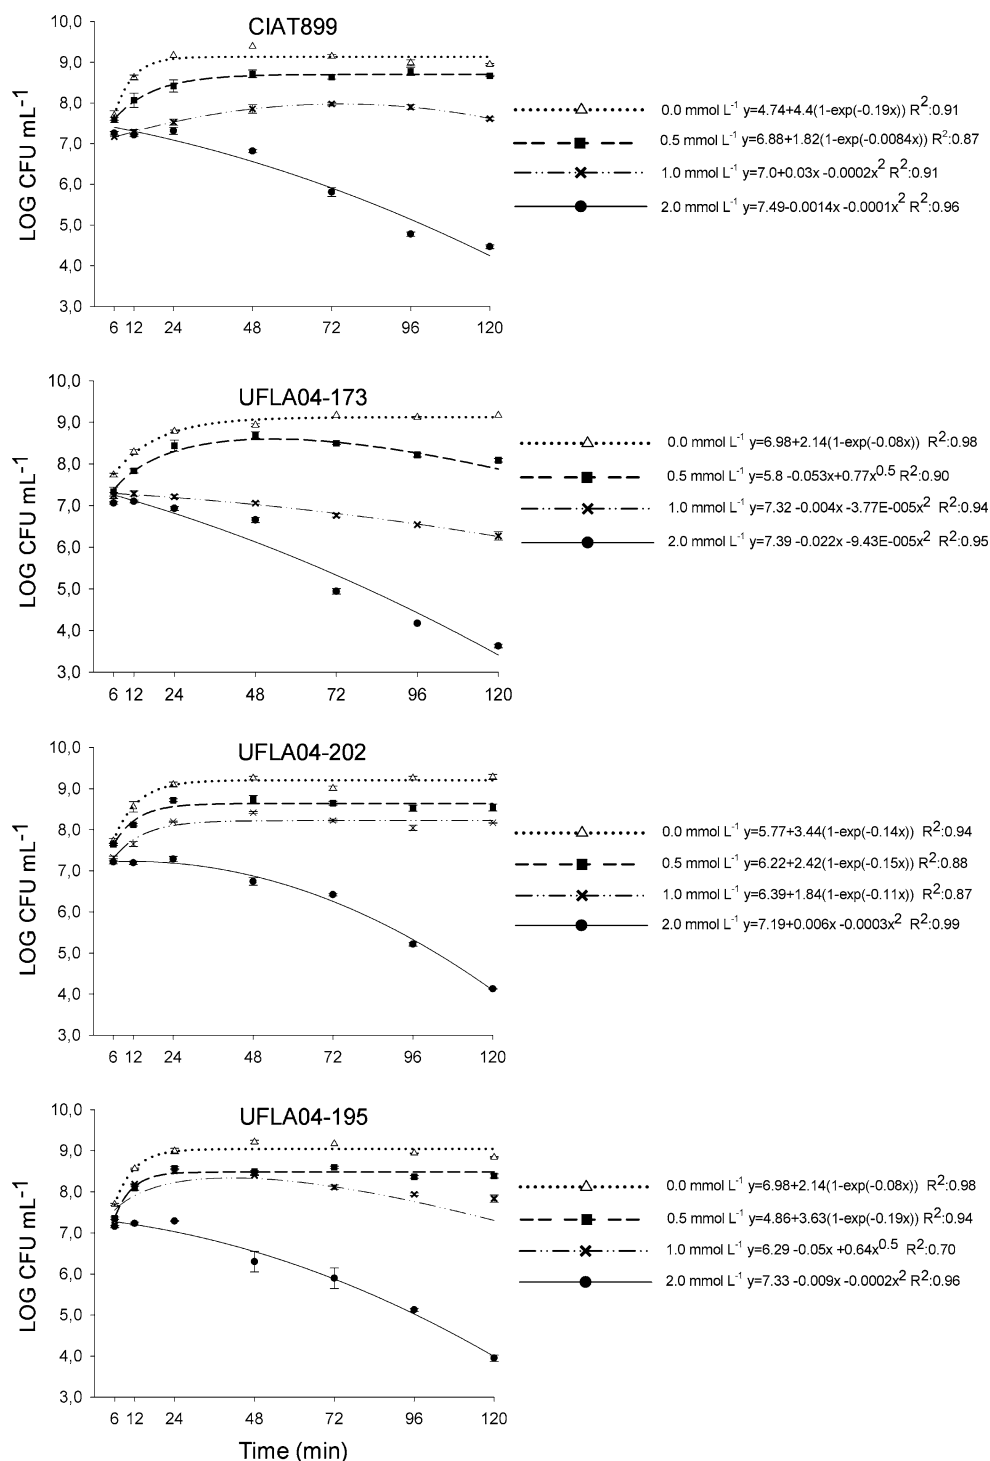 CIAT899
10,0
9,0
8,0
7,0
6,0
5,0
4,0
3,0
LOG CFU mL⁻¹
6 12 24 48 72 96 120
0.0 mmol L⁻¹ y=4.74+4.4(1-exp(-0.19x)) R²:0.91
0.5 mmol L⁻¹ y=6.88+1.82(1-exp(-0.0084x)) R²:0.87
1.0 mmol L⁻¹ y=7.0+0.03x -0.0002x² R²:0.91
2.0 mmol L⁻¹ y=7.49-0.0014x -0.0001x² R²:0.96
UFLA04-173
10,0
9,0
8,0
7,0
6,0
5,0
4,0
3,0
LOG CFU mL⁻¹
6 12 24 48 72 96 120
0.0 mmol L⁻¹ y=6.98+2.14(1-exp(-0.08x)) R²:0.98
0.5 mmol L⁻¹ y=5.8 -0.053x+0.77x^0.5 R²:0.90
1.0 mmol L⁻¹ y=7.32 -0.004x -3.77E-005x² R²:0.94
2.0 mmol L⁻¹ y=7.39 -0.022x -9.43E-005x² R²:0.95
UFLA04-202
10,0
9,0
8,0
7,0
6,0
5,0
4,0
3,0
LOG CFU mL⁻¹
6 12 24 48 72 96 120
0.0 mmol L⁻¹ y=5.77+3.44(1-exp(-0.14x)) R²:0.94
0.5 mmol L⁻¹ y=6.22+2.42(1-exp(-0.15x)) R²:0.88
1.0 mmol L⁻¹ y=6.39+1.84(1-exp(-0.11x)) R²:0.87
2.0 mmol L⁻¹ y=7.19+0.006x -0.0003x² R²:0.99
UFLA04-195
10,0
9,0
8,0
7,0
6,0
5,0
4,0
3,0
LOG CFU mL⁻¹
6 12 24 48 72 96 120
Time (min)
0.0 mmol L⁻¹ y=6.98+2.14(1-exp(-0.08x)) R²:0.98
0.5 mmol L⁻¹ y=4.86+3.63(1-exp(-0.19x)) R²:0.94
1.0 mmol L⁻¹ y=6.29 -0.05x +0.64x^0.5 R²:0.70
2.0 mmol L⁻¹ y=7.33 -0.009x -0.0002x² R²:0.96